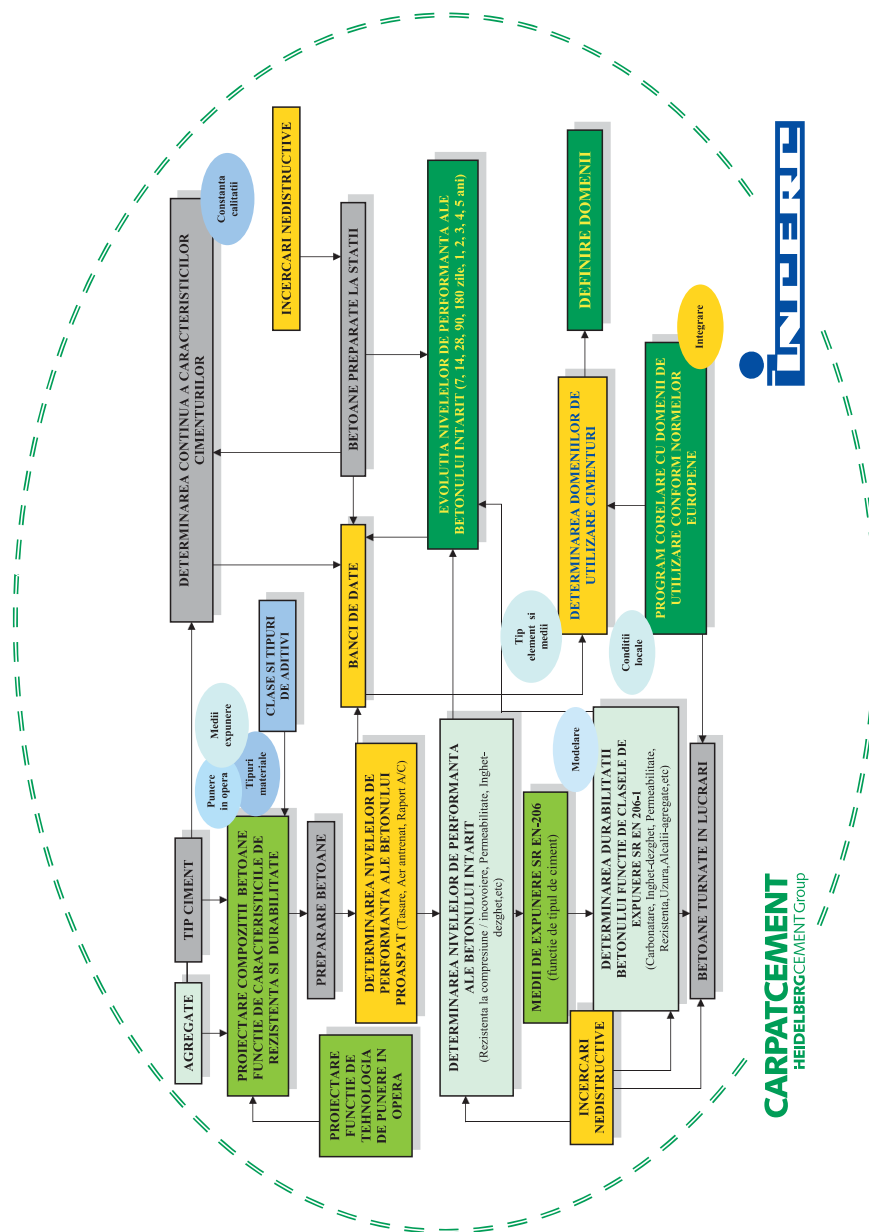 AGREGATE
TIP CIMENT
DETERMINAREA CONTINUA A CARACTERISTICILOR
CIMENTURILOR
Constanta
calitatii
Punere
in opera
Medii
expunere
Tipuri
materiale
CLASE SI TIPURI
DE ADITIVI
INCERCARI NEDISTRUCTIVE
PROIECTARE COMPOZITII BETOANE
FUNCTIE DE CARACTERISTICILE DE
REZISTENTA SI DURABILITATE
PROIECTARE
FUNCTIE DE
TEHNOLOGIA
DE PUNERE IN
OPERA
PREPARARE BETOANE
BANCI DE DATE
BETOANE PREPARATE LA STATII
DETERMINAREA NIVELELOR DE
PERFORMANTA ALE BETONULUI
PROASPAT (Tasare, Aer antrenat, Raport A/C)
DETERMINAREA NIVELELOR DE PERFORMANTA
ALE BETONULUI INTARIT
(Rezistenta la compresiune / incovoiere, Permeabilitate, Inghet-
dezghet,etc)
EVOLUTIA NIVELELOR DE PERFORMANTA ALE
BETONULUI INTARIT (7, 14, 28, 90, 180 zile, 1, 2, 3, 4, 5 ani)
MEDII DE EXPUNERE SR EN-206
(functie de tipul de ciment)
Modelare
Tip
element si
medii
DETERMINAREA DOMENIILOR DE
UTILIZARE CIMENTURI
DEFINIRE DOMENII
INCERCARI
NEDISTRUCTIVE
DETERMINAREA DURABILITATII
BETONULUI FUNCTIE DE CLASELE DE
EXPUNERE SR EN 206-1
(Carbonatare, Inghet-dezghet, Permeabilitate,
Rezistenta,Uzura,Alcalii-agregate,etc)
Conditii
locale
PROGRAM CORELARE CU DOMENII DE
UTILIZARE CONFORM NORMELOR
EUROPENE
Integrare
BETOANE TURNATE IN LUCRARI
CARPATCEMENT
HEIDELBERGCEMENT Group
INCERC